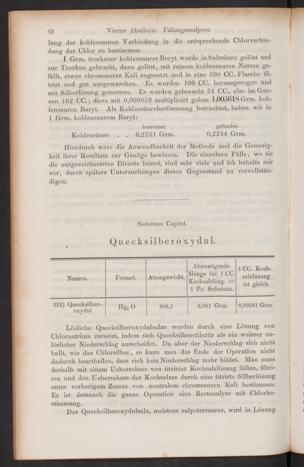 62 Vierter Abschnitt. Fällungsanalysen.
lung der kohlensauren Verbindung in die entsprechende Chlorverbin-
dung das Chlor zu bestimmen.
1 Grm. trockener kohlensaurer Baryt wurde in Salzsäure gelöst und
zur Trockne gebracht, dann gelöst, mit reinem kohlensauren Natron ge-
fällt, etwas chromsaures Kali zugesetzt und in eine 300 CC. Flasche fil-
trirt und gut ausgewaschen. Es wurden 100 CC. herausgezogen und
mit Silberlösung gemessen. Es wurden gebraucht 34 CC., also im Gan-
zen 102 CC.; diese mit 0,009859 multiplicirt geben 1,005618 Grm. koh-
lensauren Baryt. Als Kohlensäurebestimmung betrachtet, haben wir in
1 Grm. kohlensaurem Baryt:
berechnet gefunden
Kohlensäure . . 0,2231 Grm. 0,2244 Grm.
Hierdurch wäre die Anwendbarkeit der Methode und die Genauig-
keit ihrer Resultate zur Genüge bewiesen. Die einzelnen Fälle, wo sie
die ausgezeichnetsten Dienste leistet, sind sehr viele und ich behalte mir
vor, durch spätere Untersuchungen diesen Gegenstand zu vervollstän-
digen.
Siebentes Capitel.
Quecksilberoxydul.
Namen. Formel. Atomgewicht. Abzuwägende Menge für 1 CC. Kochsalzlösg. = 1 Pc. Substanz. 1 CC. Koch-salzlösung ist gleich
121) Quecksilber-oxydul Hg₂ O 208,1 2,081 Grm. 0,02081 Grm.
Lösliche Quecksilberoxydulsalze werden durch eine Lösung von
Chlornatrium zersetzt, indem sich Quecksilberchlorür als ein weisser un-
löslicher Niederschlag ausscheidet. Da aber der Niederschlag sich nicht
ballt, wie das Chlorsilber, so kann man das Ende der Operation nicht
dadurch beurtheilen, dass sich kein Niederschlag mehr bildet. Man muss
deshalb mit einem Ueberschuss von titrirter Kochsalzlösung fällen, filtri-
ren und den Ueberschuss des Kochsalzes durch eine titrirte Silberlösung
unter vorherigem Zusatz von neutralem chromsauren Kali bestimmen.
Es ist demnach die ganze Operation eine Restanalyse mit Chlorbe-
stimmung.
Das Quecksilberoxydulsalz, meistens salpetersaures, wird in Lösung